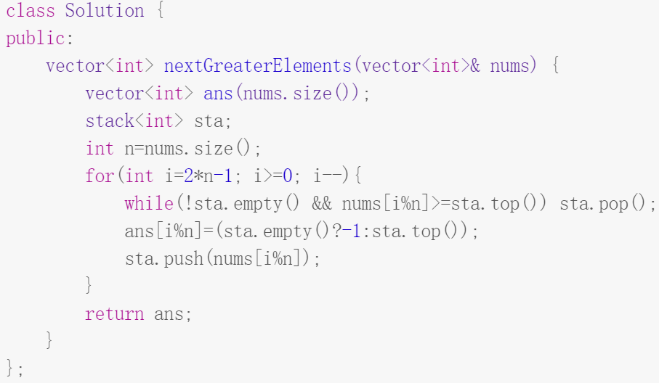 class Solution {
public:
    vector<int> nextGreaterElements(vector<int>& nums) {
        vector<int> ans(nums.size());
        stack<int> sta;
        int n=nums.size();
        for(int i=2*n-1; i>=0; i--){
            while(!sta.empty() && nums[i%n]>=sta.top()) sta.pop();
            ans[i%n]=(sta.empty()?-1:sta.top());
            sta.push(nums[i%n]);
        }
        return ans;
    }
};